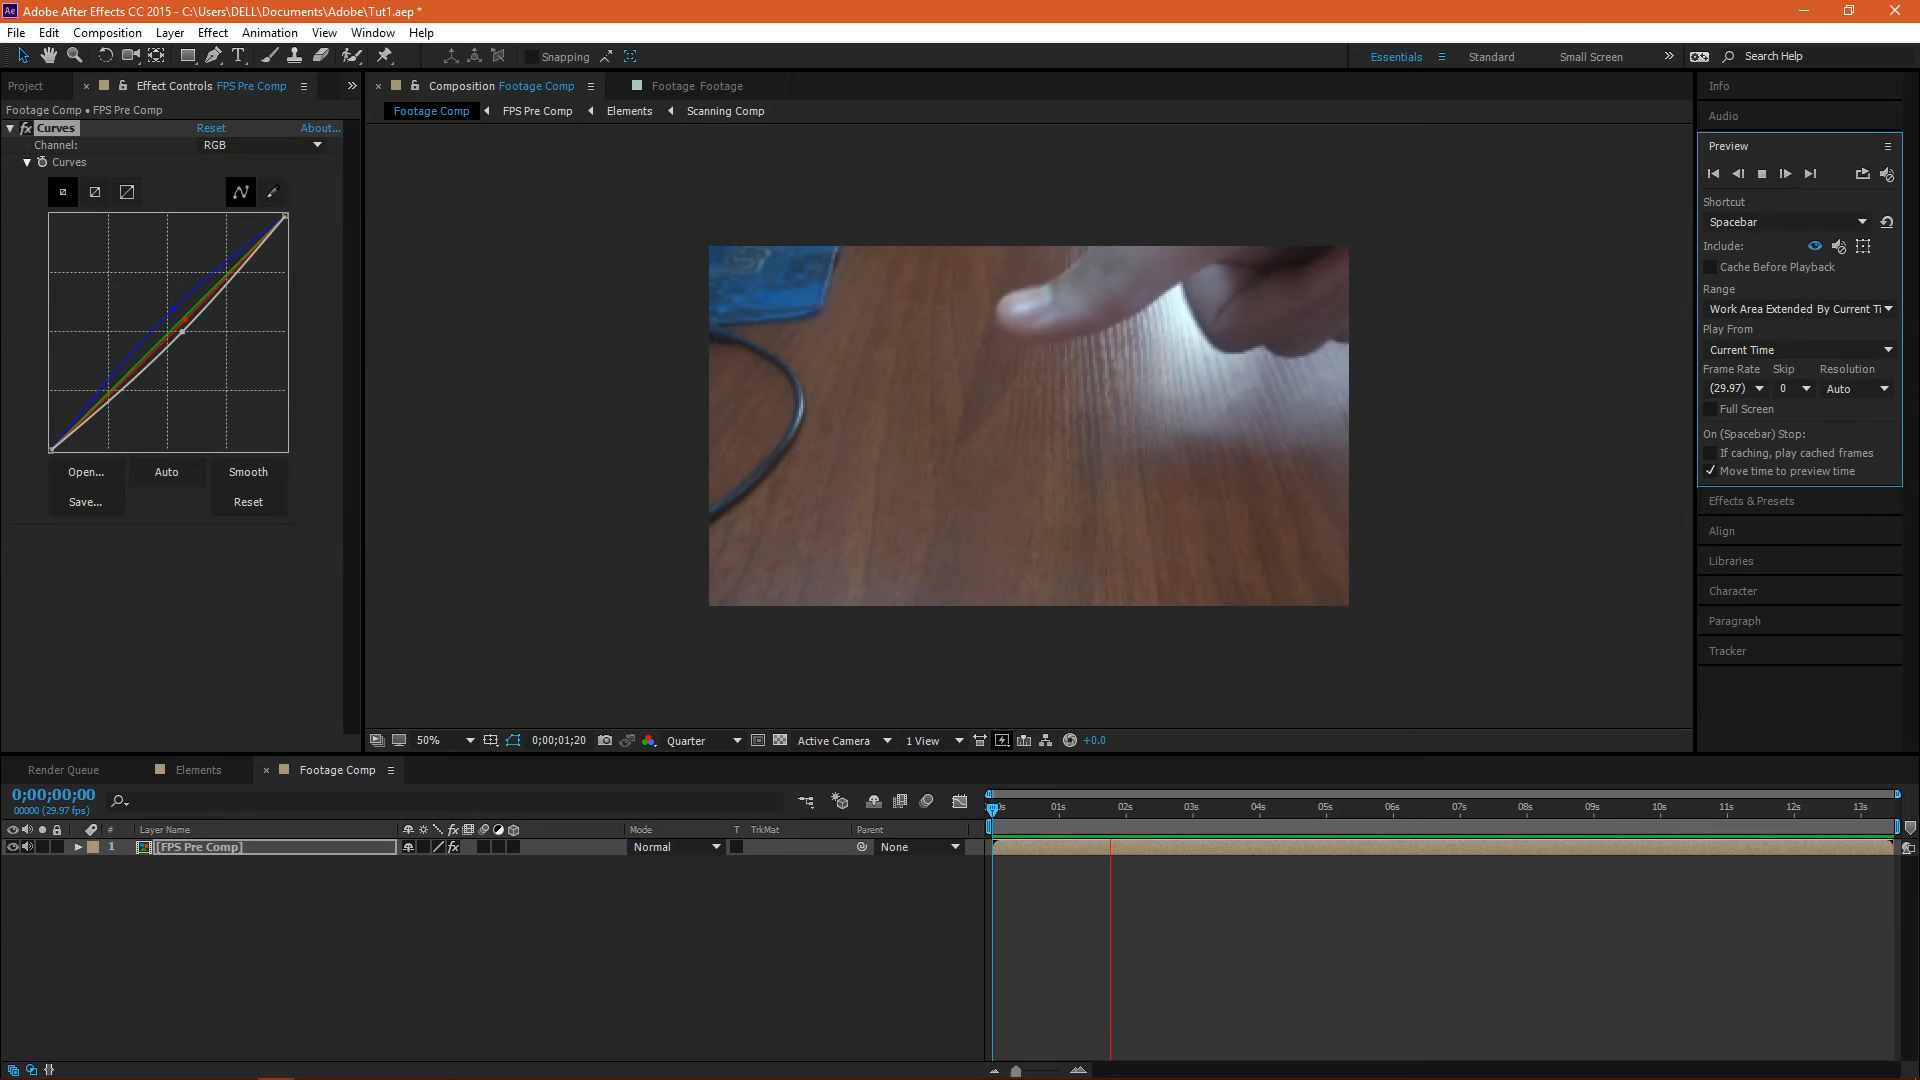 Ae Adobe After Effects CC 2015 - C:\Users\DELL\Documents\Adobe\Tut1.aep *
File Edit Composition Layer Effect Animation View Window Help
Snapping Essentials Standard Small Screen Search Help
Project Effect Controls FPS Pre Comp Composition Footage Comp Footage Footage Info
Footage Comp • FPS Pre Comp Footage Comp FPS Pre Comp Elements Scanning Comp Audio
fx Curves Reset About...
Channel: RGB Preview
Curves
Shortcut
Spacebar
Include:
Cache Before Playback
Range
Work Area Extended By Current Ti
Play From
Current Time
Frame Rate Skip Resolution
(29.97) 0 Auto
Full Screen
On (Spacebar) Stop:
If caching, play cached frames
Move time to preview time
Open... Auto Smooth
Save... Reset
Effects & Presets
Align
Libraries
Character
Paragraph
Tracker
50% 0;00;01;20 Quarter Active Camera 1 View +0.0
Render Queue Elements Footage Comp
0;00;00;00
00000 (29.97 fps)
0s 01s 02s 03s 04s 05s 06s 07s 08s 09s 10s 11s 12s 13s
# Layer Name fx Mode T TrkMat Parent
1 [FPS Pre Comp] fx Normal None